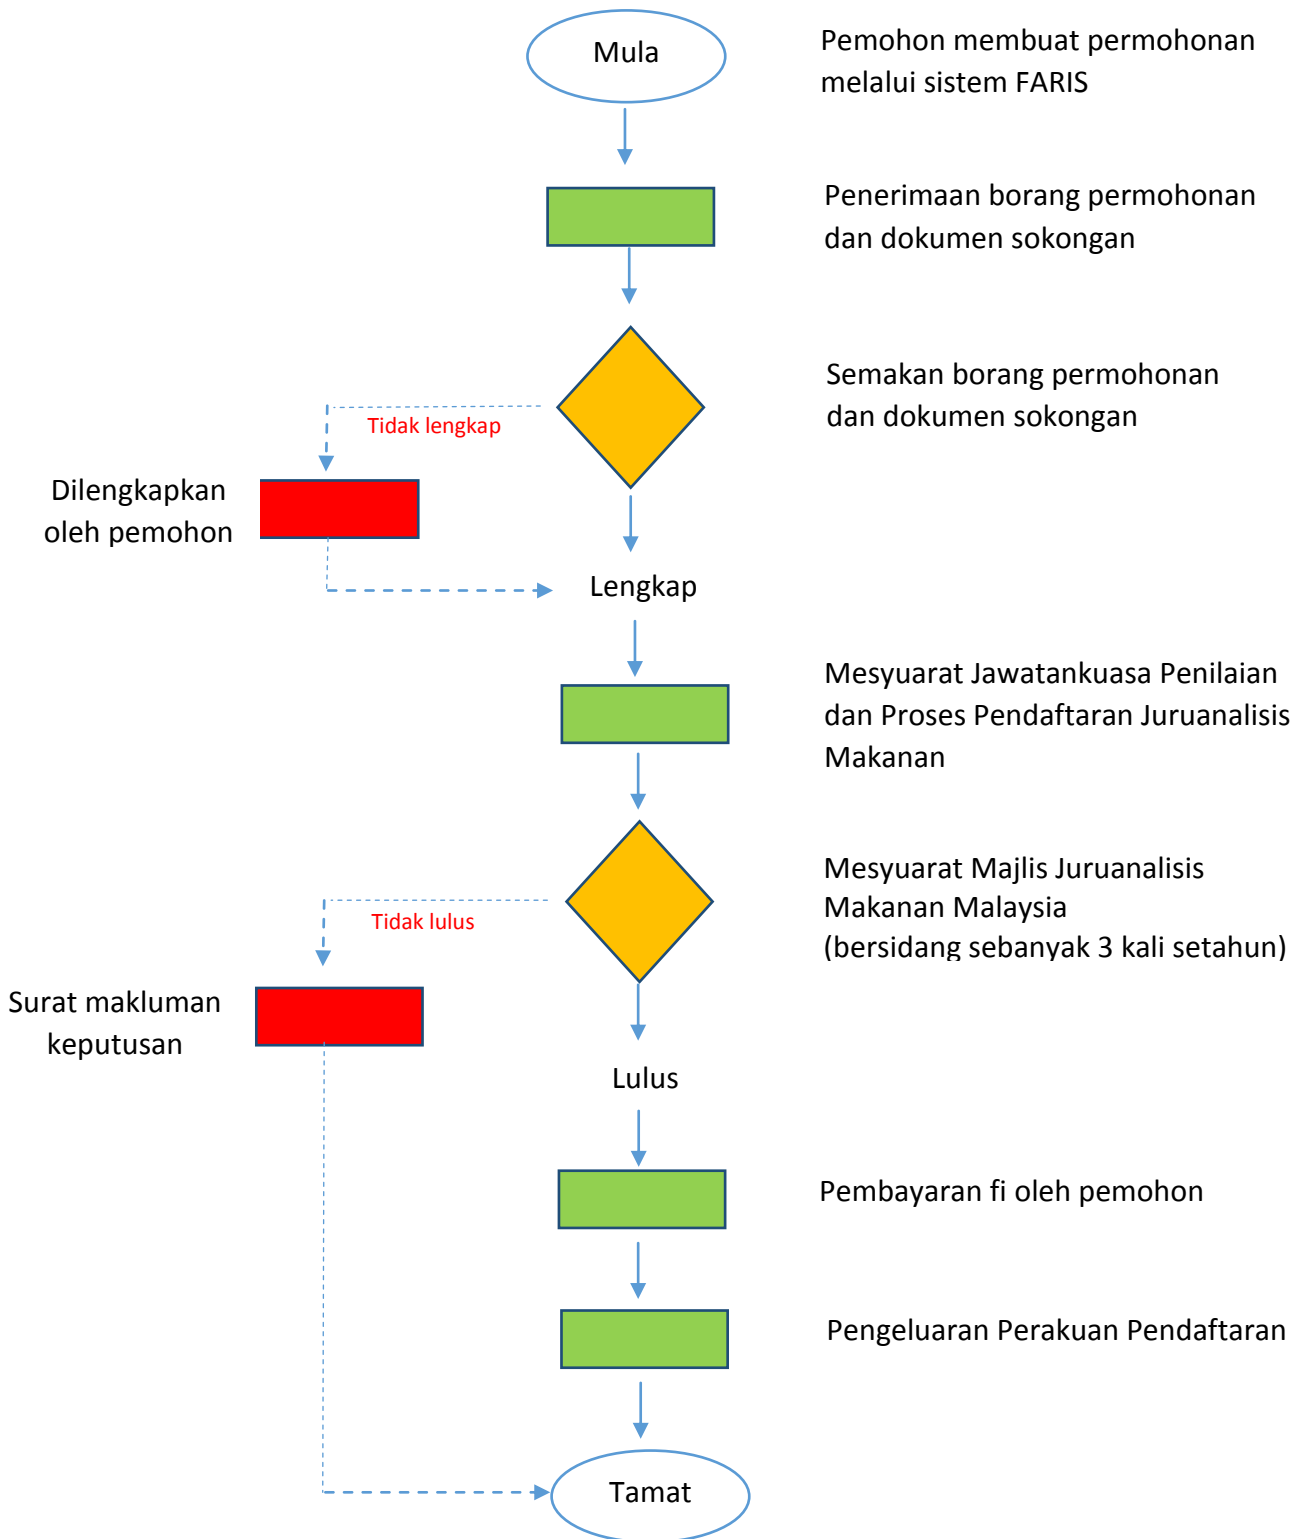 Mula
Pemohon membuat permohonan
melalui sistem FARIS
Penerimaan borang permohonan
dan dokumen sokongan
Semakan borang permohonan
dan dokumen sokongan
Tidak lengkap
Dilengkapkan
oleh pemohon
Lengkap
Mesyuarat Jawatankuasa Penilaian
dan Proses Pendaftaran Juruanalisis
Makanan
Mesyuarat Majlis Juruanalisis
Makanan Malaysia
(bersidang sebanyak 3 kali setahun)
Tidak lulus
Surat makluman
keputusan
Lulus
Pembayaran fi oleh pemohon
Pengeluaran Perakuan Pendaftaran
Tamat